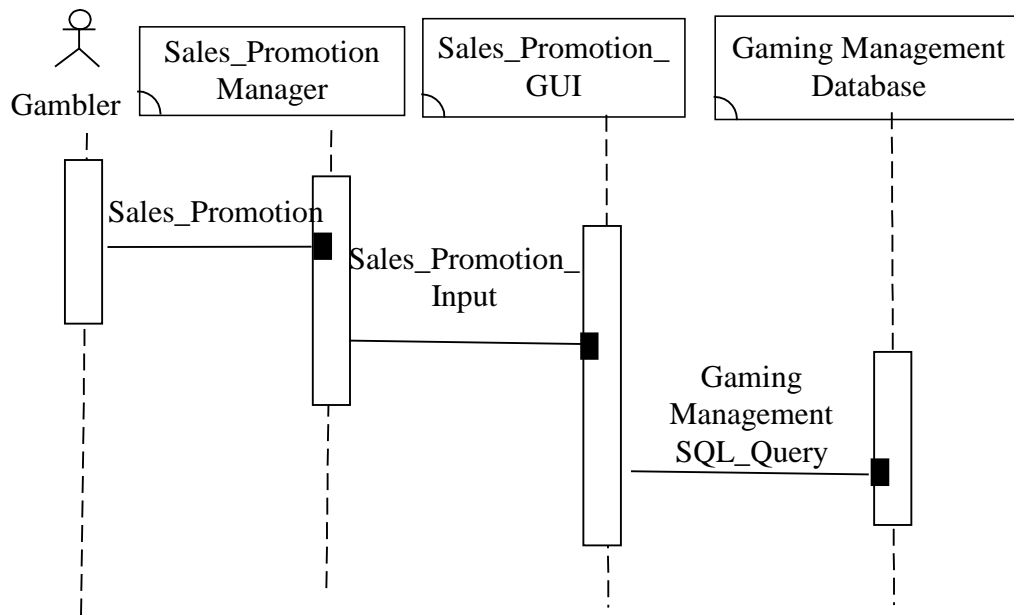 Gambler
Sales_Promotion
Manager
Sales_Promotion_
GUI
Gaming Management
Database
Sales_Promotion
Sales_Promotion_
Input
Gaming
Management
SQL_Query